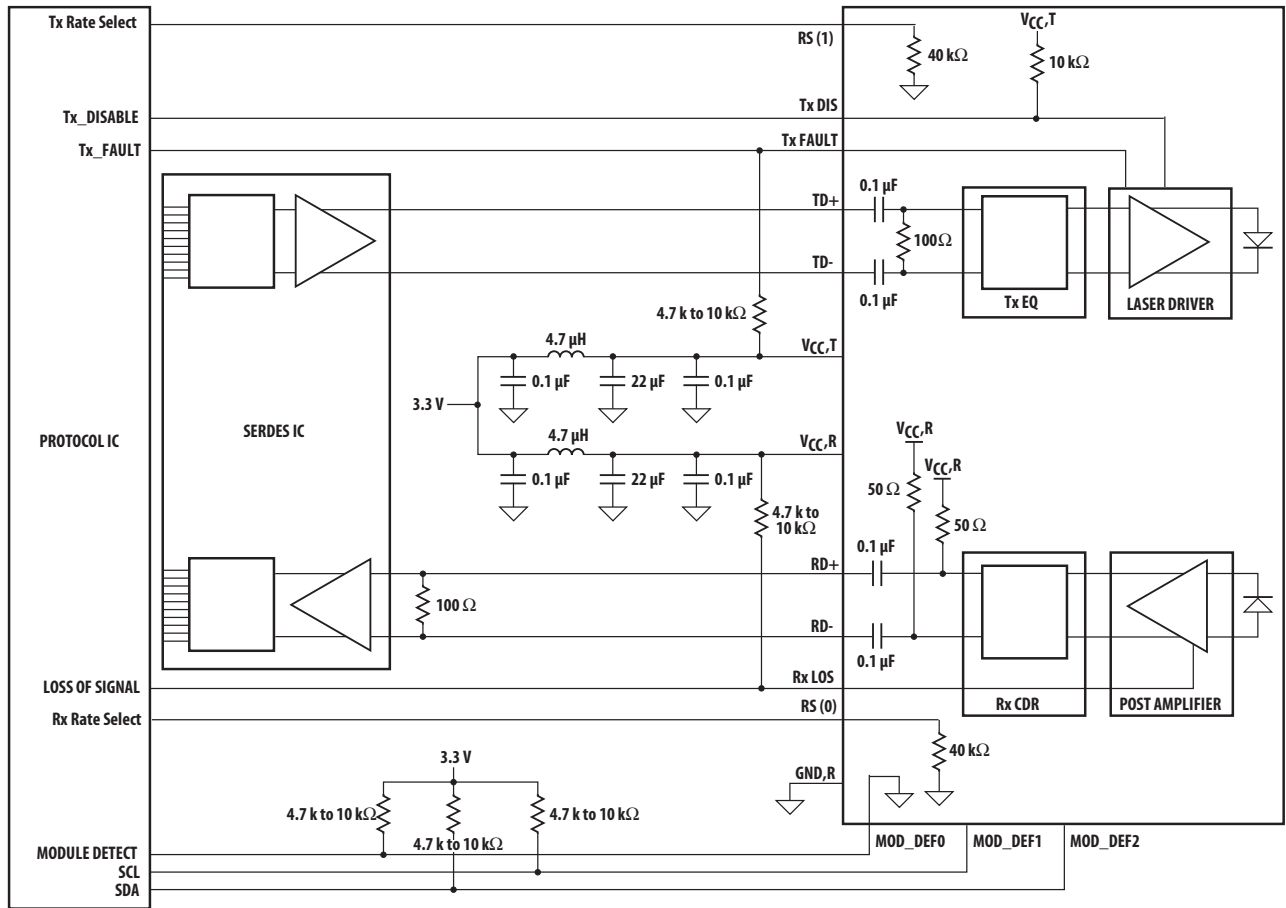 Tx Rate Select
RS (1)
40 kΩ
VCC,T
10 kΩ
Tx_DISABLE
Tx DIS
Tx_FAULT
Tx FAULT
0.1 µF
TD+
100 Ω
TD-
0.1 µF
Tx EQ
LASER DRIVER
4.7 k to 10 kΩ
4.7 µH
VCC,T
0.1 µF
22 µF
0.1 µF
3.3 V
PROTOCOL IC
SERDES IC
4.7 µH
VCC,R
0.1 µF
22 µF
0.1 µF
4.7 k to
10 kΩ
VCC,R
VCC,R
50 Ω
50 Ω
0.1 µF
RD+
100 Ω
RD-
0.1 µF
Rx CDR
POST AMPLIFIER
LOSS OF SIGNAL
Rx LOS
Rx Rate Select
RS (0)
40 kΩ
3.3 V
GND,R
4.7 k to 10 kΩ
4.7 k to 10 kΩ
4.7 k to 10 kΩ
MODULE DETECT
MOD_DEF0
MOD_DEF1
MOD_DEF2
SCL
SDA